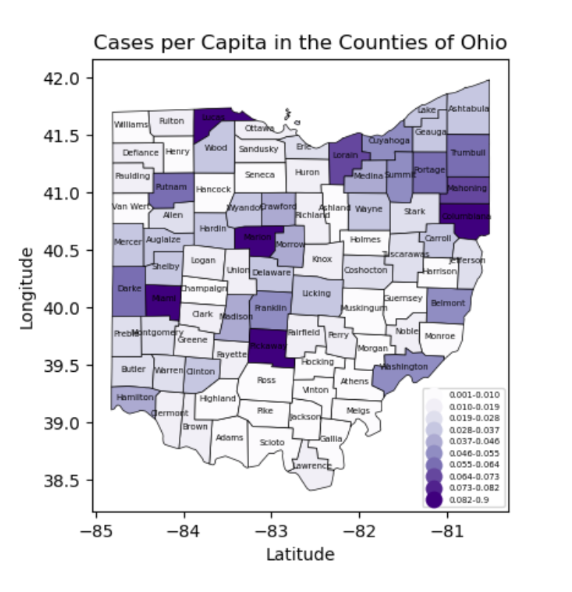 Cases per Capita in the Counties of Ohio
42.0
41.5
41.0
40.5
40.0
39.5
39.0
38.5
Longitude
Lake Ashtabula
Williams Fulton Lucas Ottawa Geauga
Defiance Henry Wood Sandusky Erie Lorain Cuyahoga Trumbull
Paulding Putnam Seneca Huron Medina Summit Portage
Hancock Mahoning
Van Wert Allen Wyandot Crawford Richland Ashland Wayne Stark Columbiana
Hardin
Mercer Auglaize Marion Morrow Holmes Carroll
Shelby Logan Union Knox Coshocton Tuscarawas Jefferson
Harrison
Darke Miami Champaign Delaware Licking Guernsey Belmont
Clark Madison Franklin Muskingum
Preble Montgomery Greene Fayette Pickaway Fairfield Perry Noble Monroe
Morgan
Butler Warren Clinton Hocking Washington
Ross Vinton Athens
Hamilton Clermont Highland
Brown Pike Jackson Meigs
Adams Scioto Gallia
Lawrence
0.001-0.010
0.010-0.019
0.019-0.028
0.028-0.037
0.037-0.046
0.046-0.055
0.055-0.064
0.064-0.073
0.073-0.082
0.082-0.9
−85 −84 −83 −82 −81
Latitude